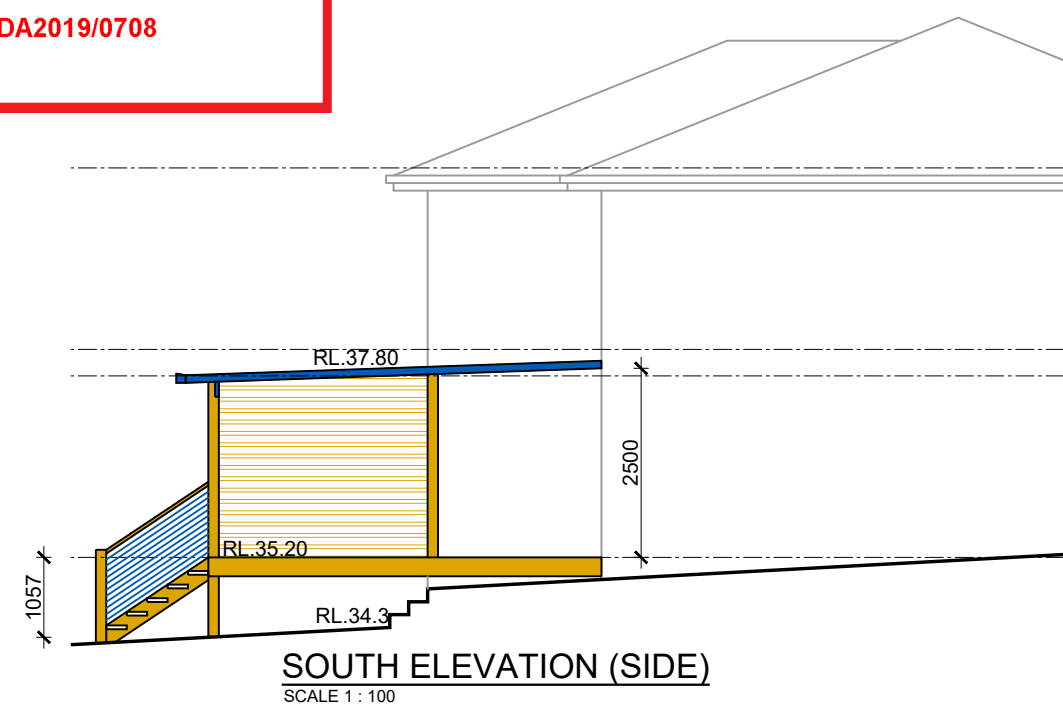 DA2019/0708
RL.37.80
2500
RL.35.20
1057
RL.34.3
SOUTH ELEVATION (SIDE)
SCALE 1 : 100